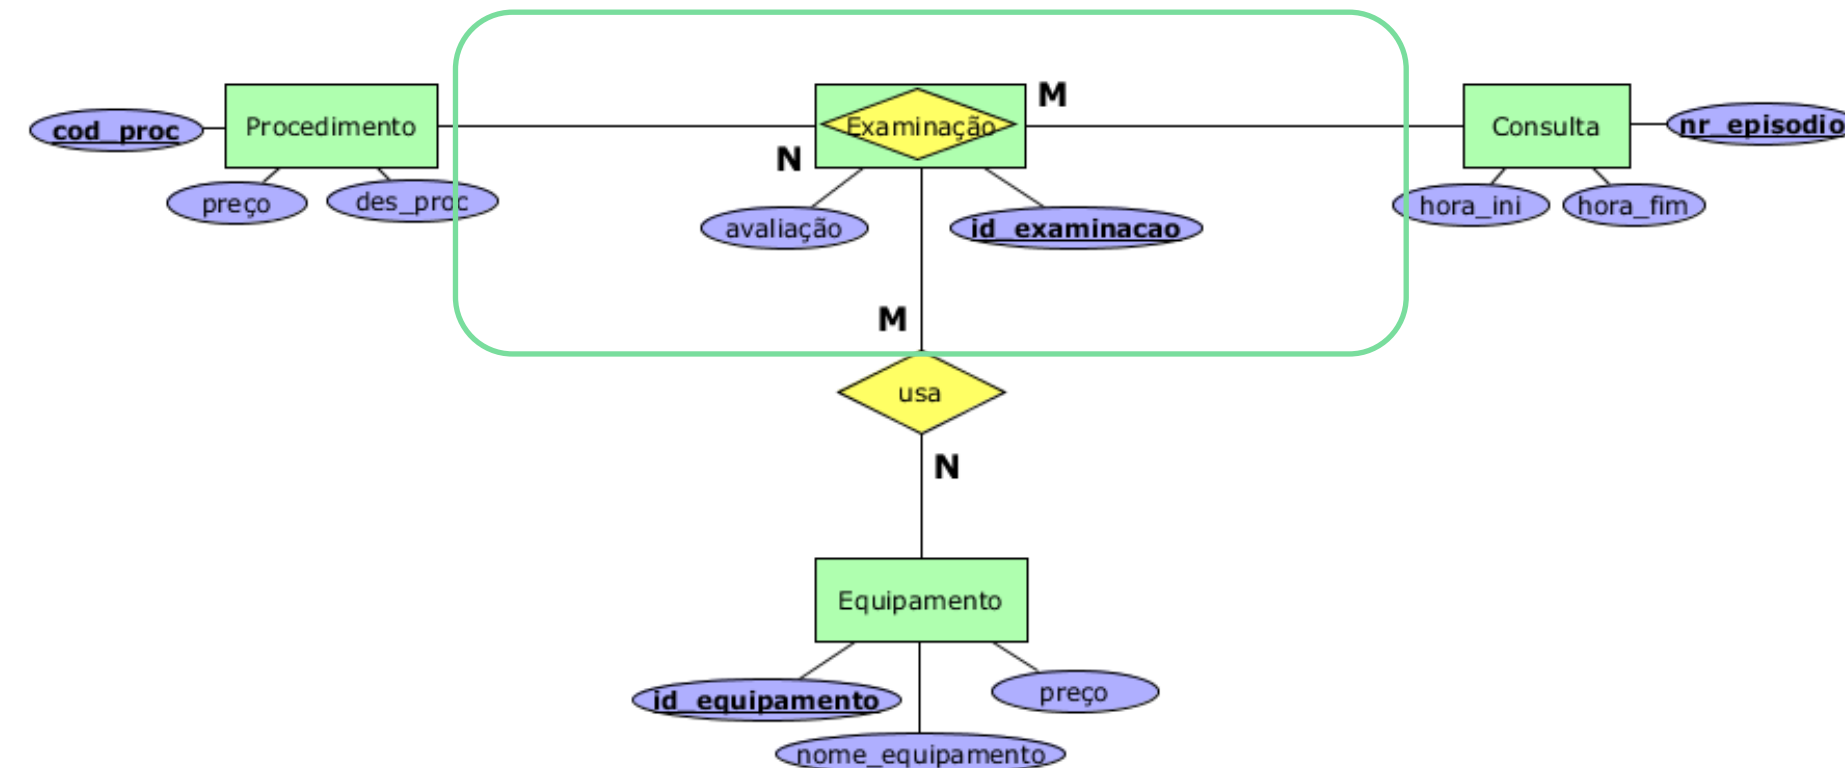 M
cod_proc
Procedimento
Examinação
Consulta
nr_episodio
N
preço
des_proc
avaliação
id_examinacao
hora_ini
hora_fim
M
usa
N
Equipamento
id_equipamento
preço
nome_equipamento